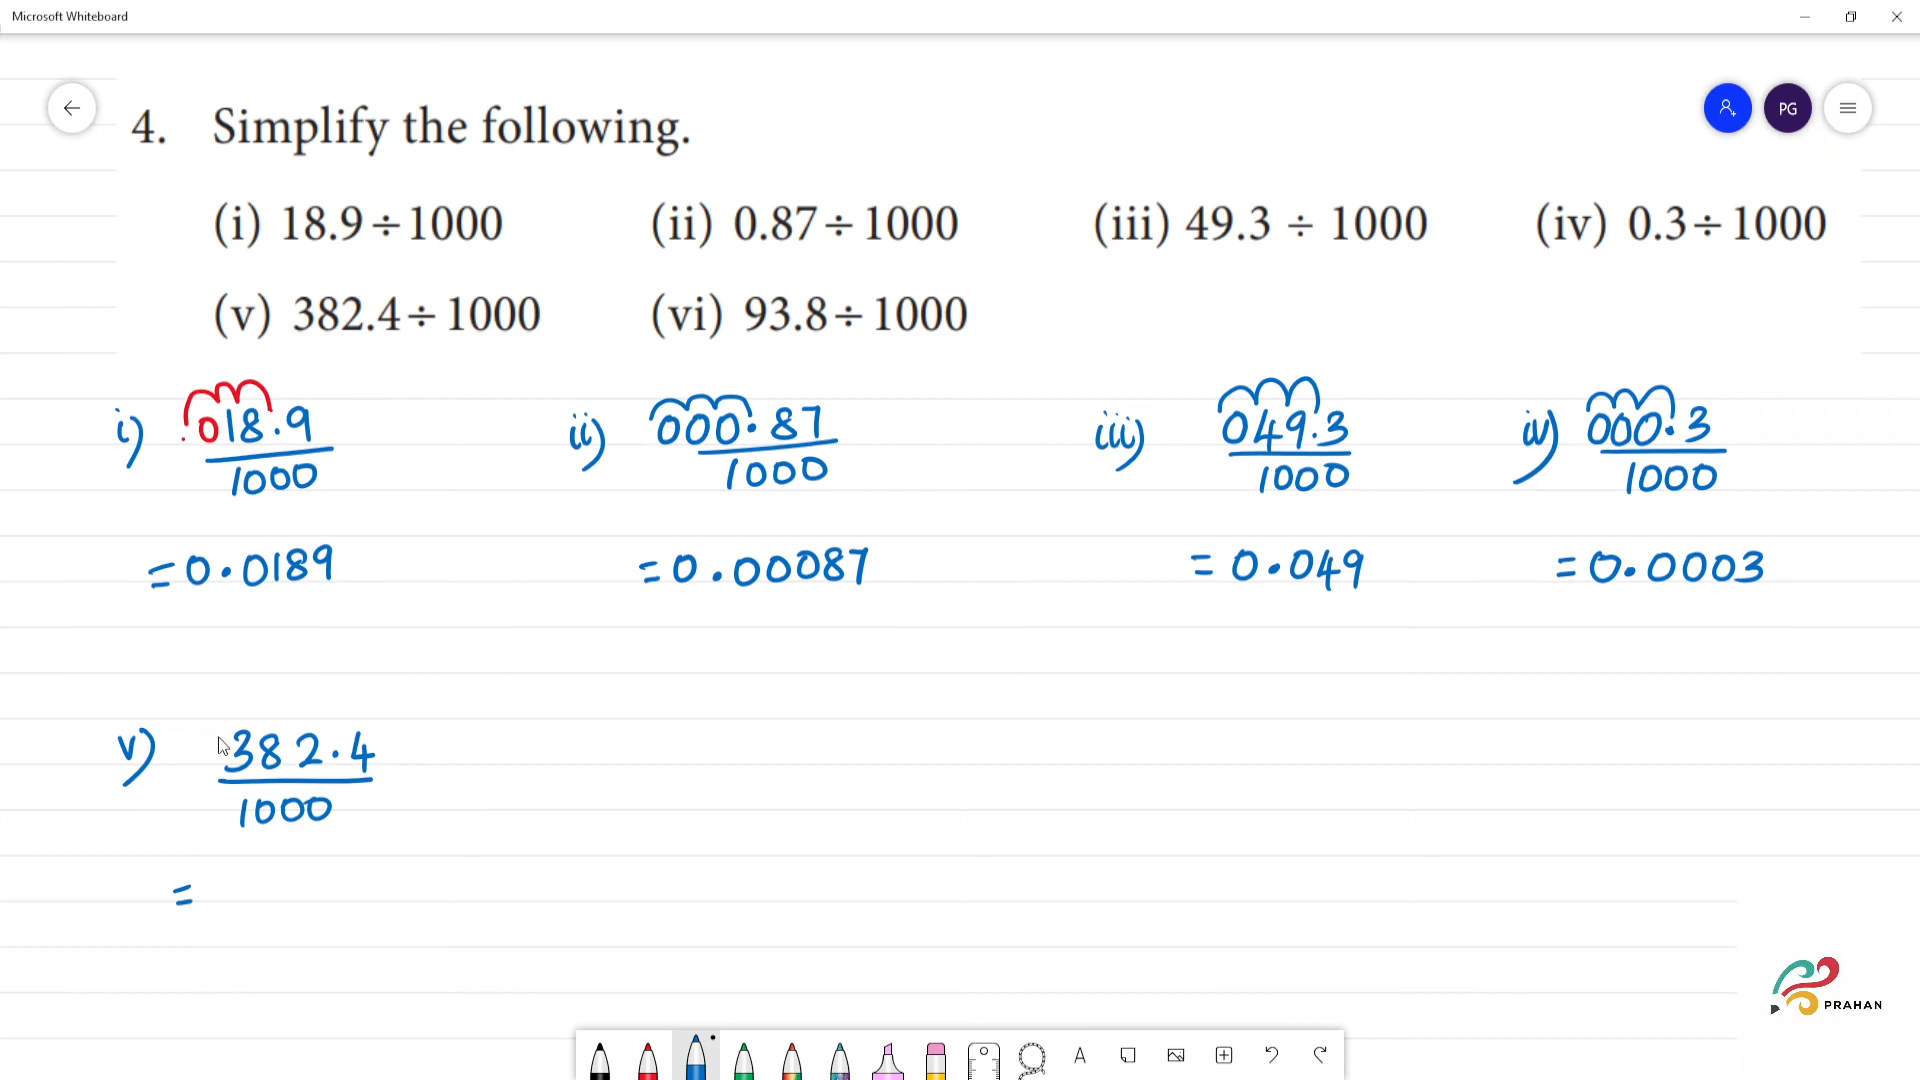 Microsoft Whiteboard
PG
4. Simplify the following.
(i) 18.9 ÷ 1000 (ii) 0.87 ÷ 1000 (iii) 49.3 ÷ 1000 (iv) 0.3 ÷ 1000
(v) 382.4 ÷ 1000 (vi) 93.8 ÷ 1000
i) .018.9 ii) 000.87 iii) 049.3 iv) 000.3
1000 1000 1000 1000
=0.0189 =0.00087 =0.049 =0.0003
v) 382.4
1000
=
PRAHAN
A